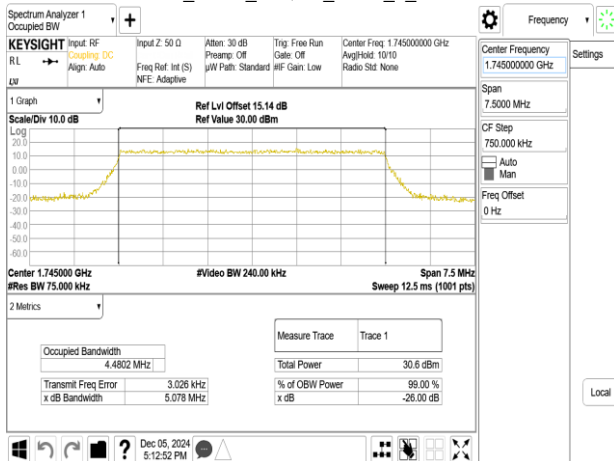 Spectrum Analyzer 1
Occupied BW
Frequency
KEYSIGHT
RL
Input: RF
Coupling: DC
Align: Auto
Input Z: 50 Ω
Freq Ref: Int (S)
NFE: Adaptive
Atten: 30 dB
Preamp: Off
µW Path: Standard
Trig: Free Run
Gate: Off
#IF Gain: Low
Center Freq: 1.745000000 GHz
Avg|Hold: 10/10
Radio Std: None
Center Frequency
1.745000000 GHz
Settings
Span
7.5000 MHz
CF Step
750.000 kHz
Auto
Man
Freq Offset
0 Hz
Local
1 Graph
Scale/Div 10.0 dB
Ref Lvl Offset 15.14 dB
Ref Value 30.00 dBm
Log
20.0
10.0
0.00
-10.0
-20.0
-30.0
-40.0
-50.0
-60.0
Center 1.745000 GHz
#Res BW 75.000 kHz
#Video BW 240.00 kHz
Span 7.5 MHz
Sweep 12.5 ms (1001 pts)
2 Metrics
Occupied Bandwidth
4.4802 MHz
Transmit Freq Error 3.026 kHz
x dB Bandwidth 5.078 MHz
Measure Trace Trace 1
Total Power 30.6 dBm
% of OBW Power 99.00 %
x dB -26.00 dB
?
Dec 05, 2024
5:12:52 PM